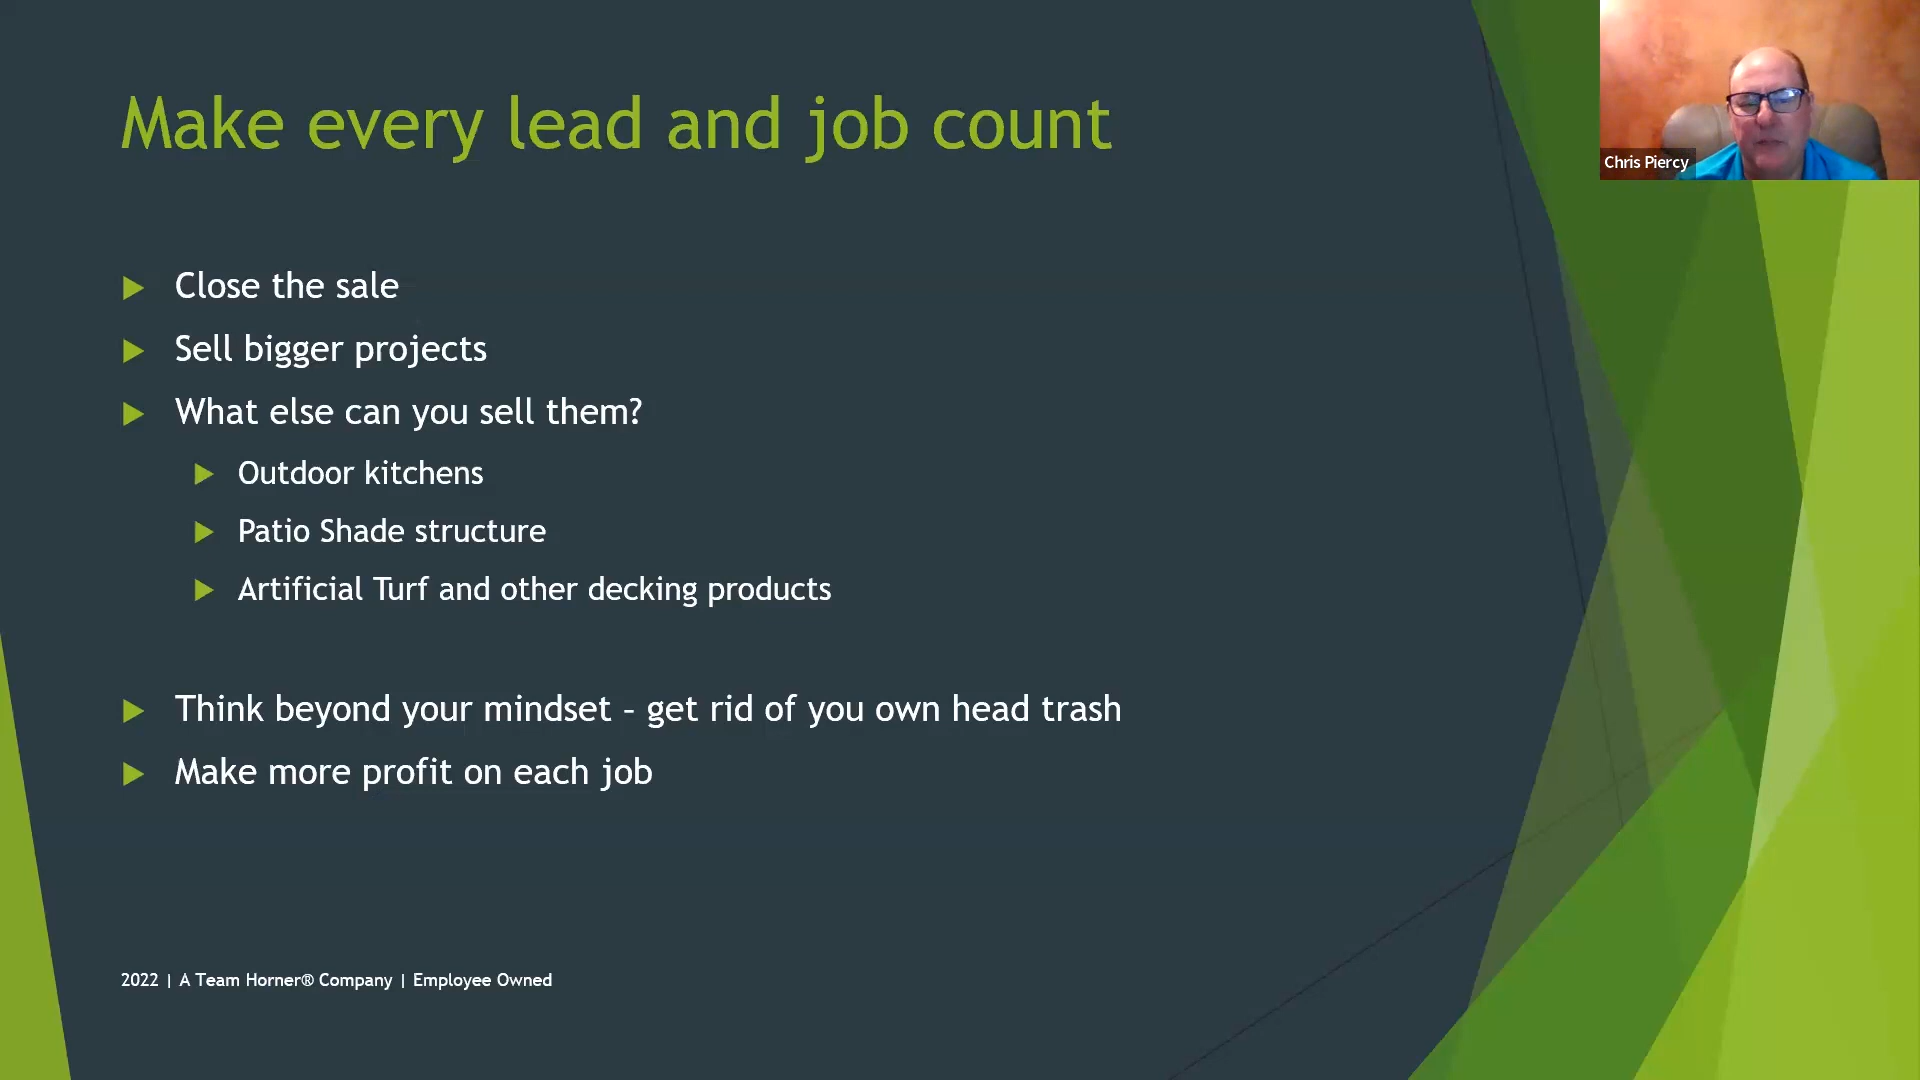 Make every lead and job count
Chris Piercy
Close the sale
Sell bigger projects
What else can you sell them?
Outdoor kitchens
Patio Shade structure
Artificial Turf and other decking products
Think beyond your mindset – get rid of you own head trash
Make more profit on each job
2022 | A Team Horner® Company | Employee Owned